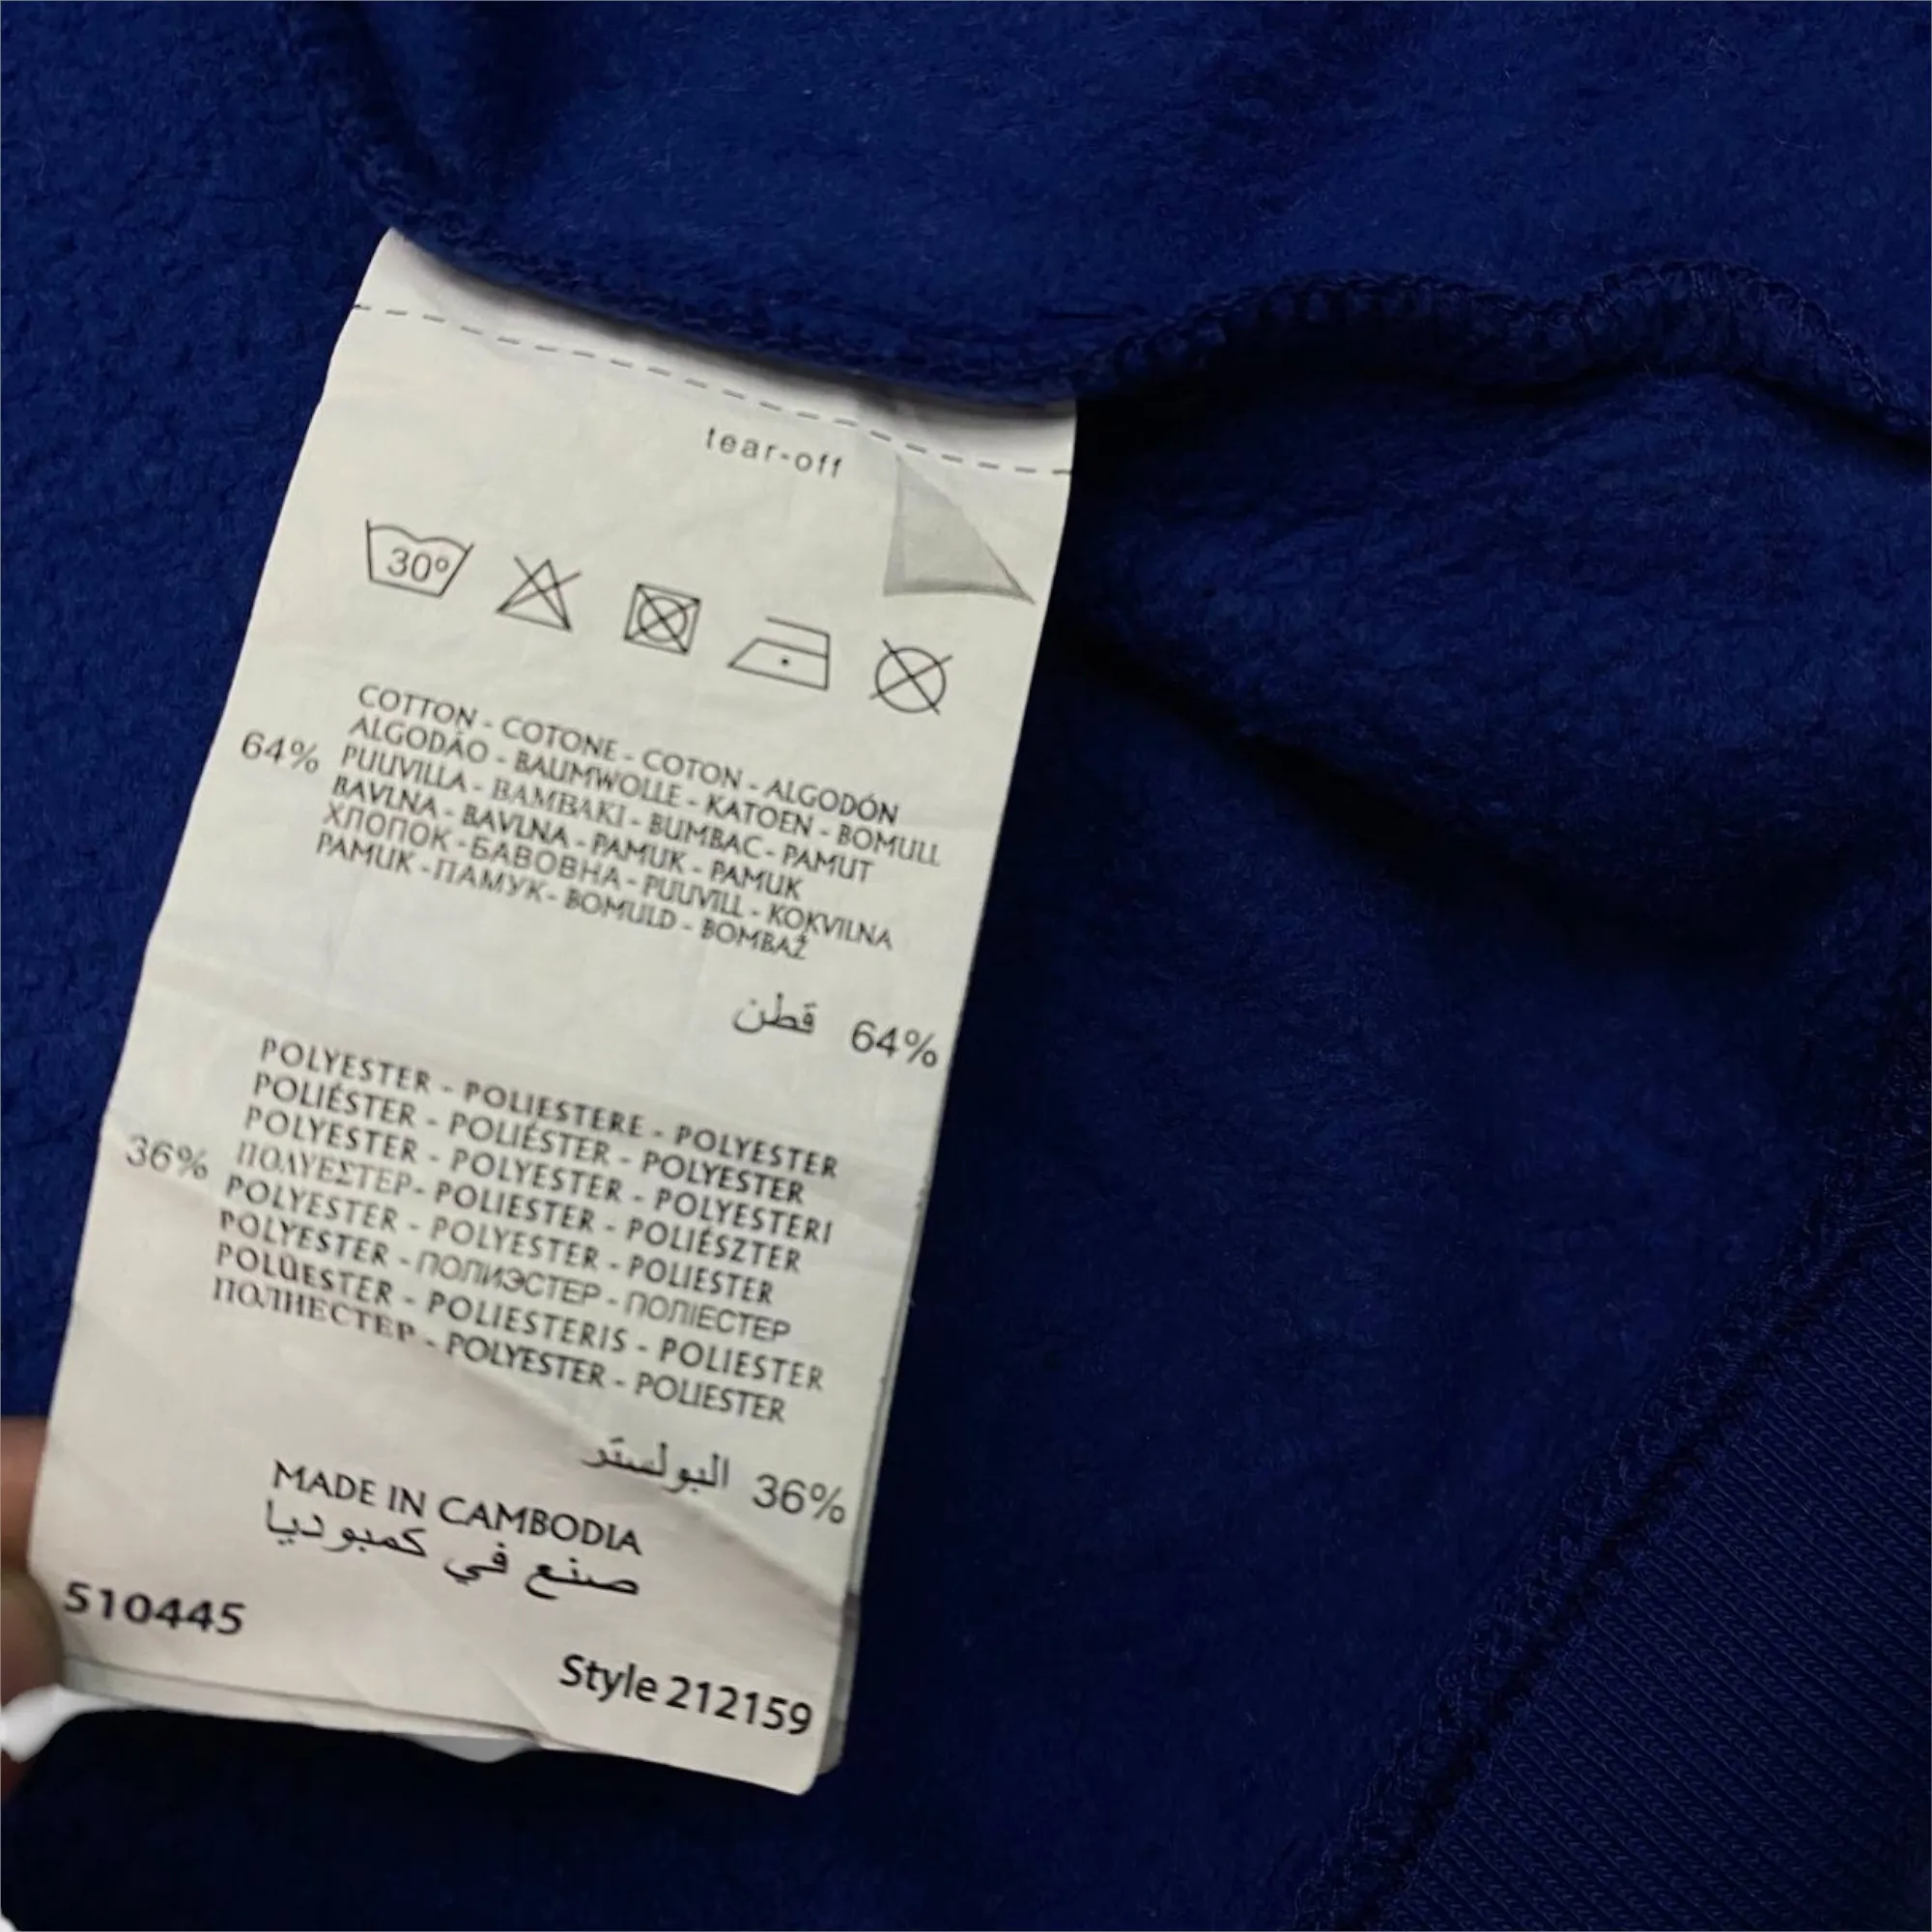 tear-off
30°
COTTON - COTONE - COTON - ALGODÓN
ALGODÃO - BAUMWOLLE - KATOEN - BOMULL
64% PUUVILLA - BAMBAKI - BUMBAC - PAMUT
BAVLNA - BAVLNA - PAMUK - PAMUK
ХЛОПОК - БАВОВНА - PUUVILL - KOKVILNA
PAMUK - ПАМУК - BOMULD - BOMBAŽ
64% قطن
POLYESTER - POLIESTERE - POLYESTER
POLIÉSTER - POLIÉSTER - POLYESTER
POLYESTER - POLYESTER - POLYESTERI
36% ΠΟΛΥΕΣΤΕΡ - POLIESTER - POLIÉSZTER
POLYESTER - POLYESTER - POLIESTER
POLYESTER - ПОЛИЭСТЕР - ПОЛІЕСТЕР
POLÜESTER - POLIESTERIS - POLIESTER
ПОЛИЕСТЕР - POLYESTER - POLIESTER
36% البولستر
MADE IN CAMBODIA
صنع في كمبوديا
510445
Style 212159